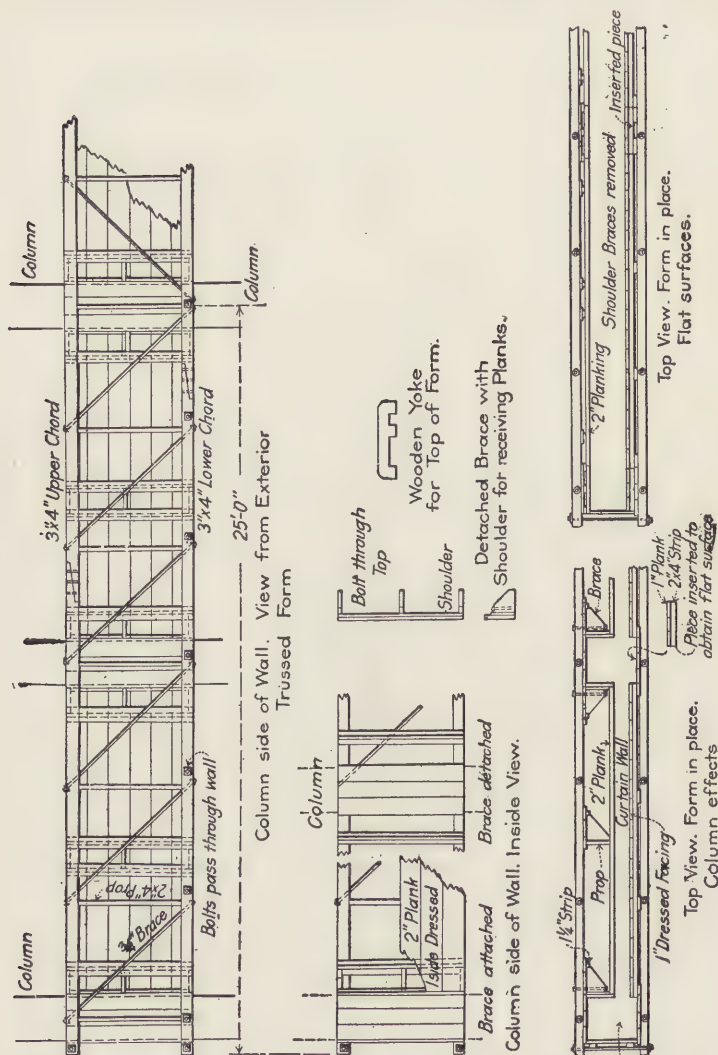 Column
Column
Column
3"x4" Upper Chord
3"x4" Lower Chord
25'-0"
2"x4" Prop
Brace
Bolts pass through wall
Column side of Wall. View from Exterior
Trussed Form
Column
2" Plank
1 side Dressed
Brace attached
Brace detached
Column side of Wall. Inside View.
Bolt through
Top
Shoulder
Wooden Yoke
for Top of Form.
Detached Brace with
Shoulder for receiving Planks.
1½" Strip
Prop
2" Plank
Brace
Curtain Wall
1" Dressed Facing
1" Plank
2"x4" Strip
Piece inserted to
obtain flat surface
Top View. Form in place.
Column effects
2" Planking
Shoulder Braces removed
Inserted piece
Top View. Form in place.
Flat surfaces.